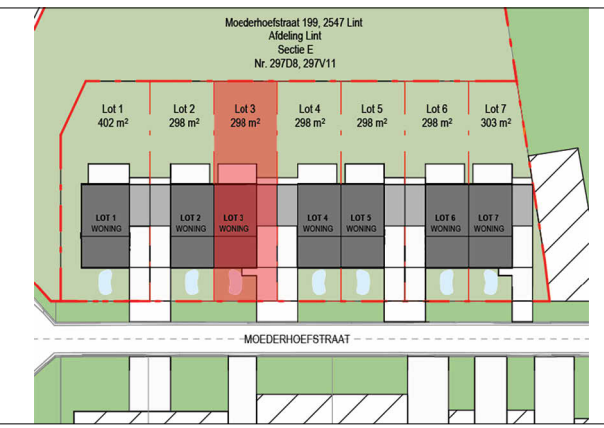 Moederhoefstraat 199, 2547 Lint
Afdeling Lint
Sectie E
Nr. 297D8, 297V11
Lot 1
402 m²
Lot 2
298 m²
Lot 3
298 m²
Lot 4
298 m²
Lot 5
298 m²
Lot 6
298 m²
Lot 7
303 m²
LOT 1
WONING
LOT 2
WONING
LOT 3
WONING
LOT 4
WONING
LOT 5
WONING
LOT 6
WONING
LOT 7
WONING
MOEDERHOEFSTRAAT